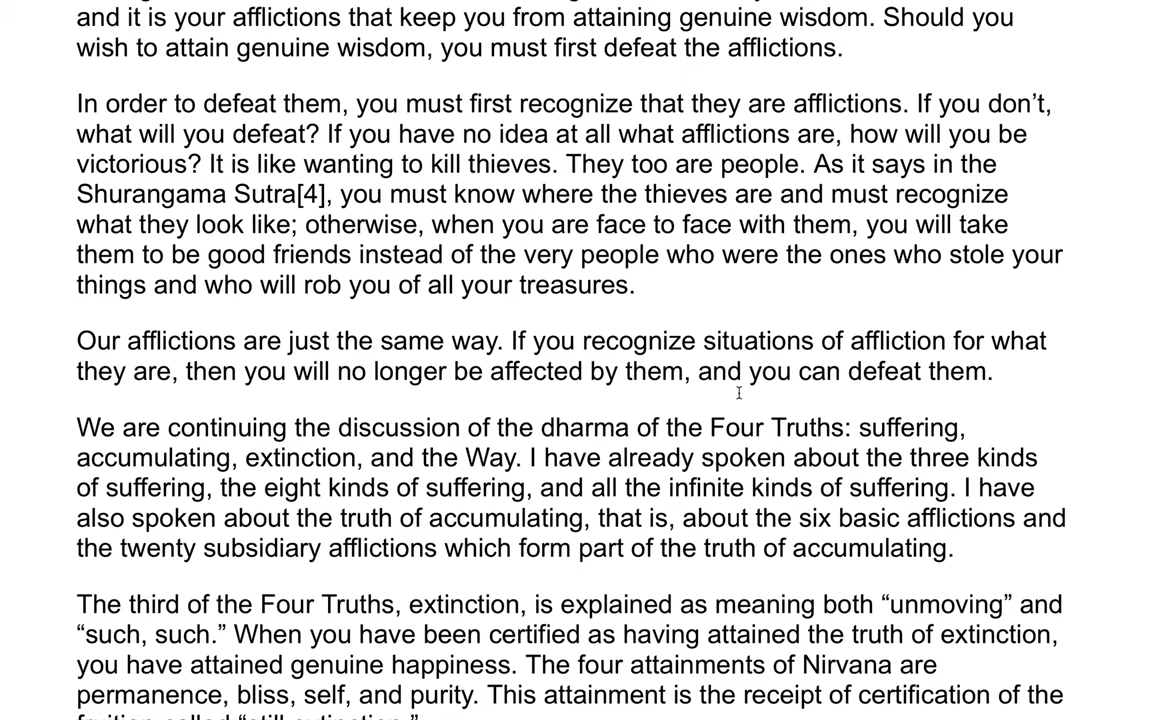 and it is your afflictions that keep you from attaining genuine wisdom. Should you
wish to attain genuine wisdom, you must first defeat the afflictions.
In order to defeat them, you must first recognize that they are afflictions. If you don’t,
what will you defeat? If you have no idea at all what afflictions are, how will you be
victorious? It is like wanting to kill thieves. They too are people. As it says in the
Shurangama Sutra[4], you must know where the thieves are and must recognize
what they look like; otherwise, when you are face to face with them, you will take
them to be good friends instead of the very people who were the ones who stole your
things and who will rob you of all your treasures.
Our afflictions are just the same way. If you recognize situations of affliction for what
they are, then you will no longer be affected by them, and you can defeat them.
We are continuing the discussion of the dharma of the Four Truths: suffering,
accumulating, extinction, and the Way. I have already spoken about the three kinds
of suffering, the eight kinds of suffering, and all the infinite kinds of suffering. I have
also spoken about the truth of accumulating, that is, about the six basic afflictions and
the twenty subsidiary afflictions which form part of the truth of accumulating.
The third of the Four Truths, extinction, is explained as meaning both “unmoving” and
“such, such.” When you have been certified as having attained the truth of extinction,
you have attained genuine happiness. The four attainments of Nirvana are
permanence, bliss, self, and purity. This attainment is the receipt of certification of the
fruition called “still extinction.”